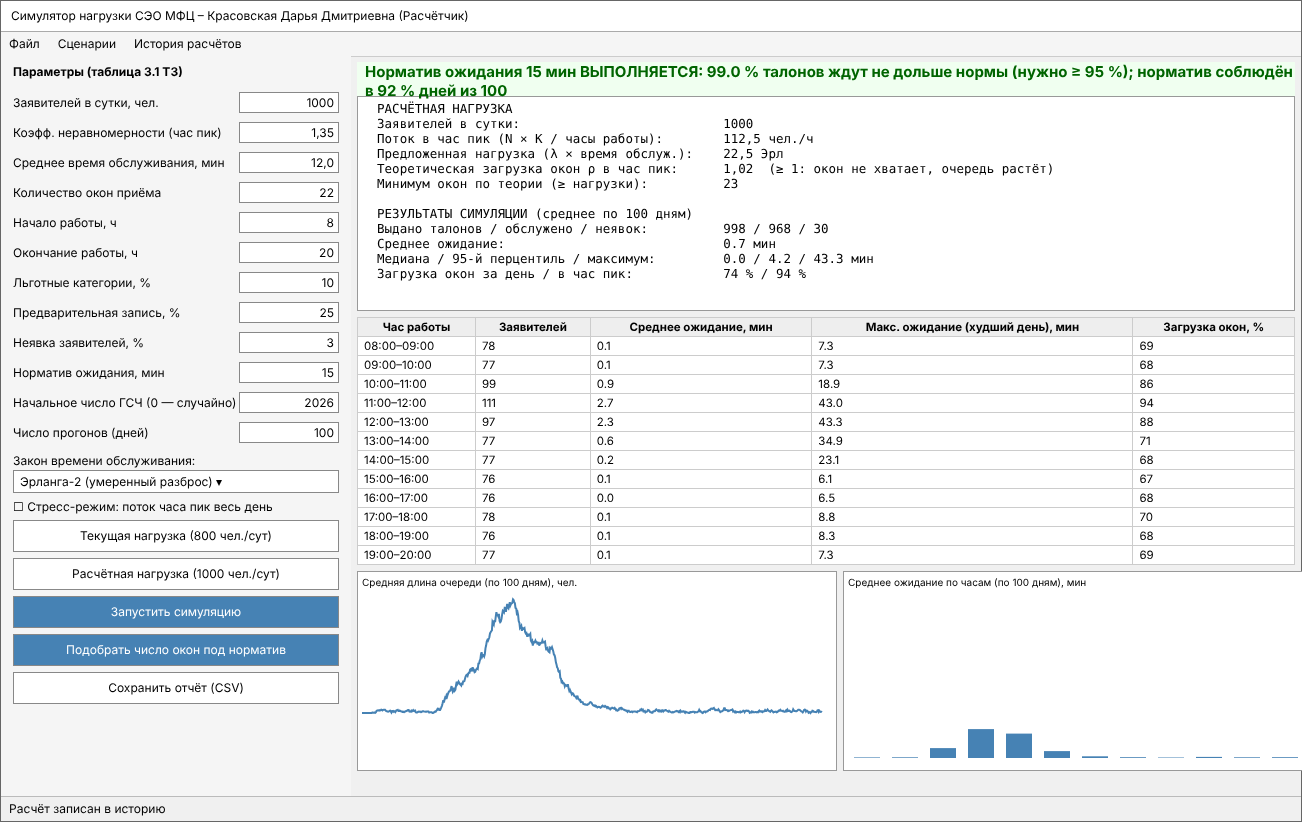 Симулятор нагрузки СЭО МФЦ – Красовская Дарья Дмитриевна (Расчётчик)
Файл Сценарии История расчётов
Параметры (таблица 3.1 ТЗ)
Заявителей в сутки, чел. 1000
Коэфф. неравномерности (час пик) 1,35
Среднее время обслуживания, мин 12,0
Количество окон приёма 22
Начало работы, ч 8
Окончание работы, ч 20
Льготные категории, % 10
Предварительная запись, % 25
Неявка заявителей, % 3
Норматив ожидания, мин 15
Начальное число ГСЧ (0 — случайно) 2026
Число прогонов (дней) 100
Закон времени обслуживания:
Эрланга-2 (умеренный разброс) ▾
☐ Стресс-режим: поток часа пик весь день
Текущая нагрузка (800 чел./сут)
Расчётная нагрузка (1000 чел./сут)
Запустить симуляцию
Подобрать число окон под норматив
Сохранить отчёт (CSV)
Норматив ожидания 15 мин ВЫПОЛНЯЕТСЯ: 99.0 % талонов ждут не дольше нормы (нужно ≥ 95 %); норматив соблюдён
в 92 % дней из 100
РАСЧЁТНАЯ НАГРУЗКА
Заявителей в сутки: 1000
Поток в час пик (N × K / часы работы): 112,5 чел./ч
Предложенная нагрузка (λ × время обслуж.): 22,5 Эрл
Теоретическая загрузка окон ρ в час пик: 1,02 (≥ 1: окон не хватает, очередь растёт)
Минимум окон по теории (≥ нагрузки): 23
РЕЗУЛЬТАТЫ СИМУЛЯЦИИ (среднее по 100 дням)
Выдано талонов / обслужено / неявок: 998 / 968 / 30
Среднее ожидание: 0.7 мин
Медиана / 95-й перцентиль / максимум: 0.0 / 4.2 / 43.3 мин
Загрузка окон за день / в час пик: 74 % / 94 %
Час работы Заявителей Среднее ожидание, мин Макс. ожидание (худший день), мин Загрузка окон, %
08:00–09:00 78 0.1 7.3 69
09:00–10:00 77 0.1 7.3 68
10:00–11:00 99 0.9 18.9 86
11:00–12:00 111 2.7 43.0 94
12:00–13:00 97 2.3 43.3 88
13:00–14:00 77 0.6 34.9 71
14:00–15:00 77 0.2 23.1 68
15:00–16:00 76 0.1 6.1 67
16:00–17:00 76 0.0 6.5 68
17:00–18:00 78 0.1 8.8 70
18:00–19:00 76 0.1 8.3 68
19:00–20:00 77 0.1 7.3 69
Средняя длина очереди (по 100 дням), чел.
Среднее ожидание по часам (по 100 дням), мин
Расчёт записан в историю